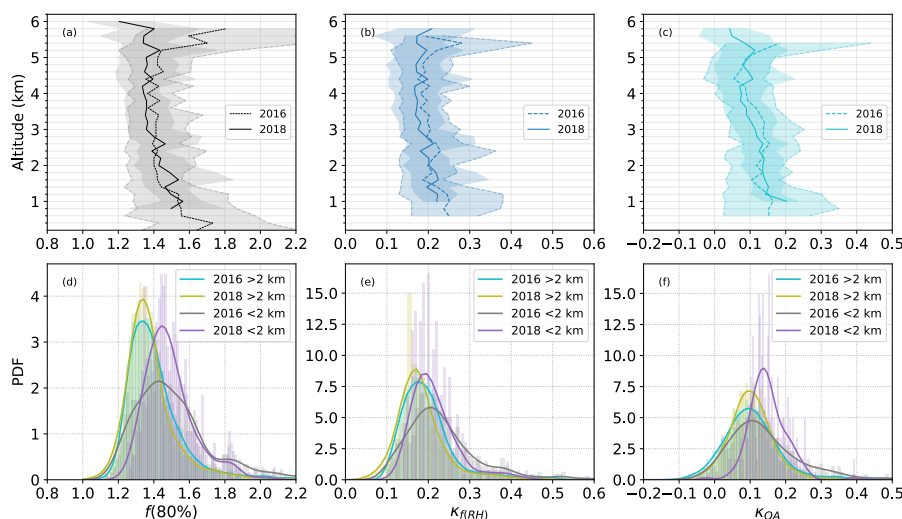 (a)
(b)
(c)
Altitude (km)
6
5
4
3
2
1
2016
2018
2016
2018
2016
2018
0.8 1.0 1.2 1.4 1.6 1.8 2.0 2.2
0.0 0.1 0.2 0.3 0.4 0.5 0.6
−0.2 −0.1 0.0 0.1 0.2 0.3 0.4 0.5
(d)
(e)
(f)
PDF
4
3
2
1
0
15.0
12.5
10.0
7.5
5.0
2.5
0.0
15.0
12.5
10.0
7.5
5.0
2.5
0.0
2016 >2 km
2018 >2 km
2016 <2 km
2018 <2 km
2016 >2 km
2018 >2 km
2016 <2 km
2018 <2 km
2016 >2 km
2018 >2 km
2016 <2 km
2018 <2 km
0.8 1.0 1.2 1.4 1.6 1.8 2.0 2.2
0.0 0.1 0.2 0.3 0.4 0.5 0.6
−0.2 −0.1 0.0 0.1 0.2 0.3 0.4 0.5
f(80%)
κf(RH)
κOA